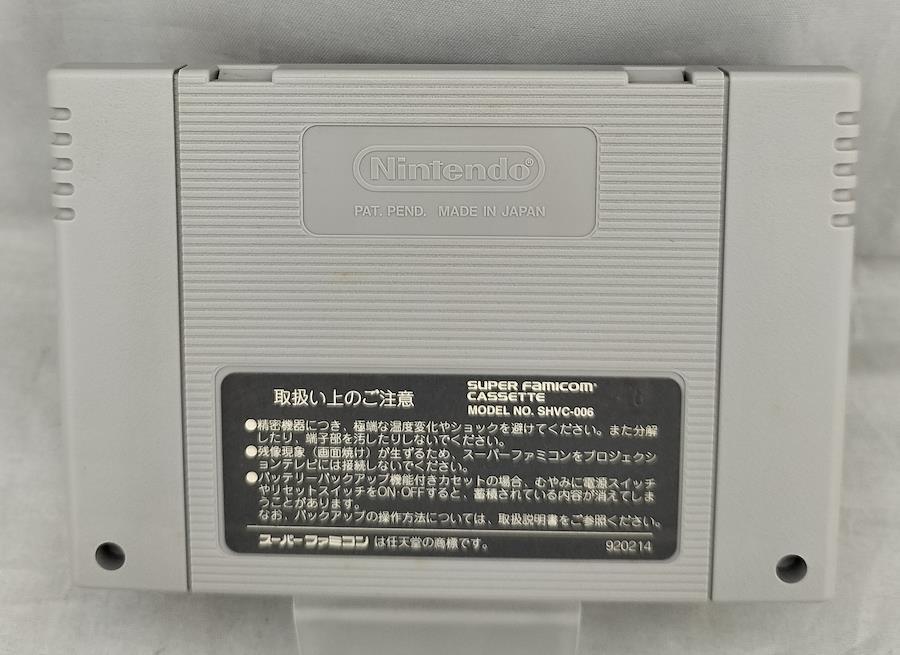 Nintendo®
PAT. PEND. MADE IN JAPAN
取扱い上のご注意
SUPER FAMICOM
CASSETTE
MODEL NO. SHVC-006
●精密機器につき、極端な温度変化やショックを避けてください。また分解
したり、端子部を汚したりしないでください。
●残像現象（画面焼け）が生ずるため、スーパーファミコンをプロジェクシ
ョンテレビには接続しないでください。
●バッテリーバックアップ機能付きカセットの場合、むやみに電源スイッチ
やリセットスイッチをON・OFFすると、蓄積されている内容が消えてしま
うことがあります。
なお、バックアップの操作方法については、取扱説明書をご参照ください。
スーパーファミコンは任天堂の商標です。
920214